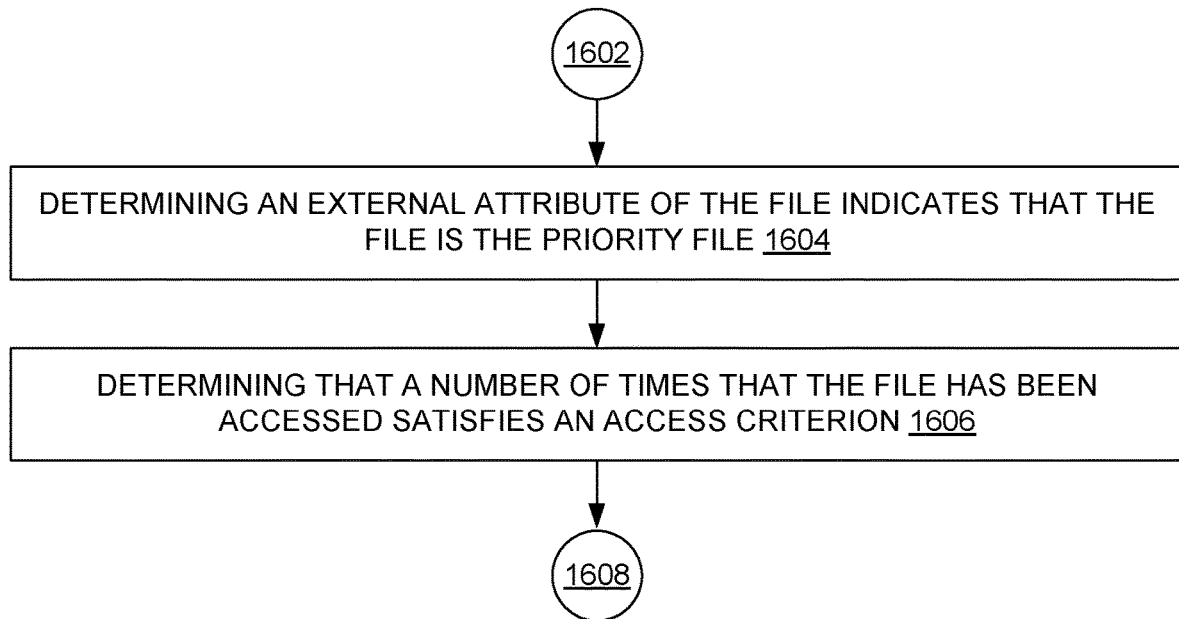 1602
DETERMINING AN EXTERNAL ATTRIBUTE OF THE FILE INDICATES THAT THE
FILE IS THE PRIORITY FILE 1604
DETERMINING THAT A NUMBER OF TIMES THAT THE FILE HAS BEEN
ACCESSED SATISFIES AN ACCESS CRITERION 1606
1608